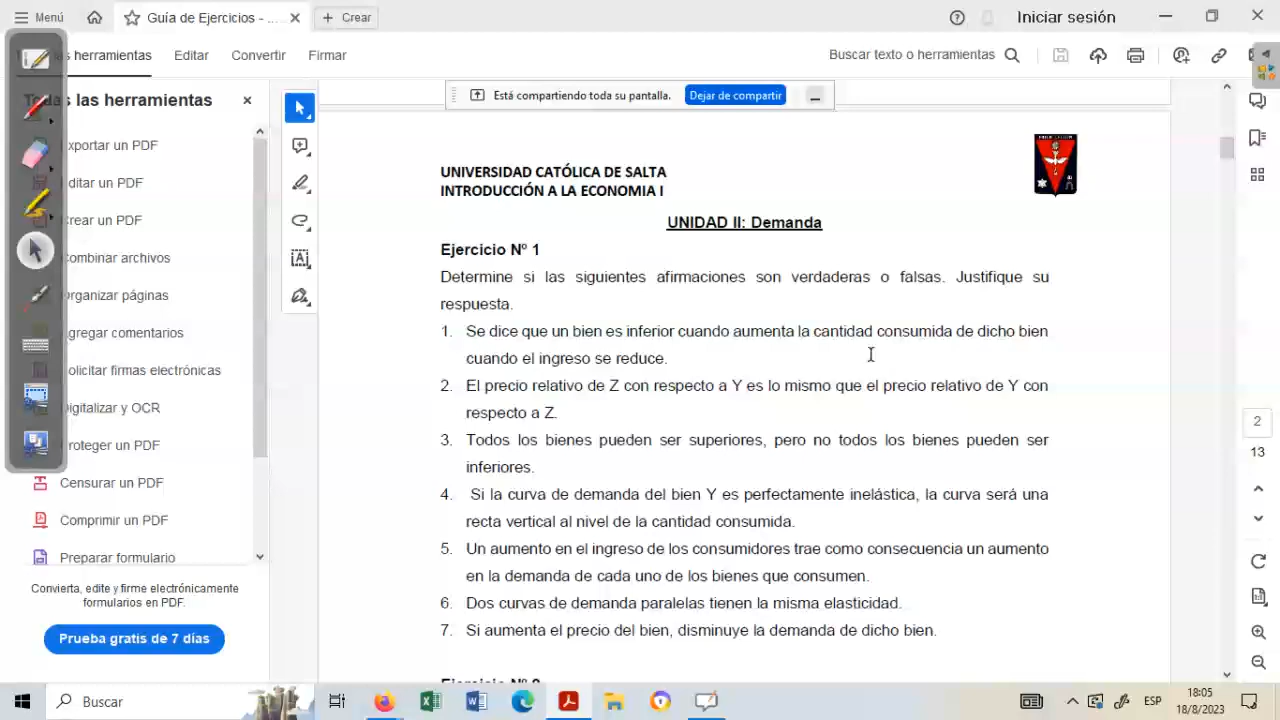 Menú
Guía de Ejercicios - ...
Crear
Iniciar sesión
las herramientas
Editar
Convertir
Firmar
Buscar texto o herramientas
Está compartiendo toda su pantalla.
Dejar de compartir
las herramientas
xportar un PDF
ditar un PDF
rear un PDF
ombinar archivos
rganizar páginas
gregar comentarios
olicitar firmas electrónicas
igitalizar y OCR
roteger un PDF
Censurar un PDF
Comprimir un PDF
Preparar formulario
Convierta, edite y firme electrónicamente
formularios en PDF.
Prueba gratis de 7 días
UNIVERSIDAD CATÓLICA DE SALTA
INTRODUCCIÓN A LA ECONOMIA I
UNIDAD II: Demanda
Ejercicio Nº 1
Determine si las siguientes afirmaciones son verdaderas o falsas. Justifique su
respuesta.
1. Se dice que un bien es inferior cuando aumenta la cantidad consumida de dicho bien
cuando el ingreso se reduce.
2. El precio relativo de Z con respecto a Y es lo mismo que el precio relativo de Y con
respecto a Z.
3. Todos los bienes pueden ser superiores, pero no todos los bienes pueden ser
inferiores.
4. Si la curva de demanda del bien Y es perfectamente inelástica, la curva será una
recta vertical al nivel de la cantidad consumida.
5. Un aumento en el ingreso de los consumidores trae como consecuencia un aumento
en la demanda de cada uno de los bienes que consumen.
6. Dos curvas de demanda paralelas tienen la misma elasticidad.
7. Si aumenta el precio del bien, disminuye la demanda de dicho bien.
2
13
Buscar
ESP
18:05
18/8/2023